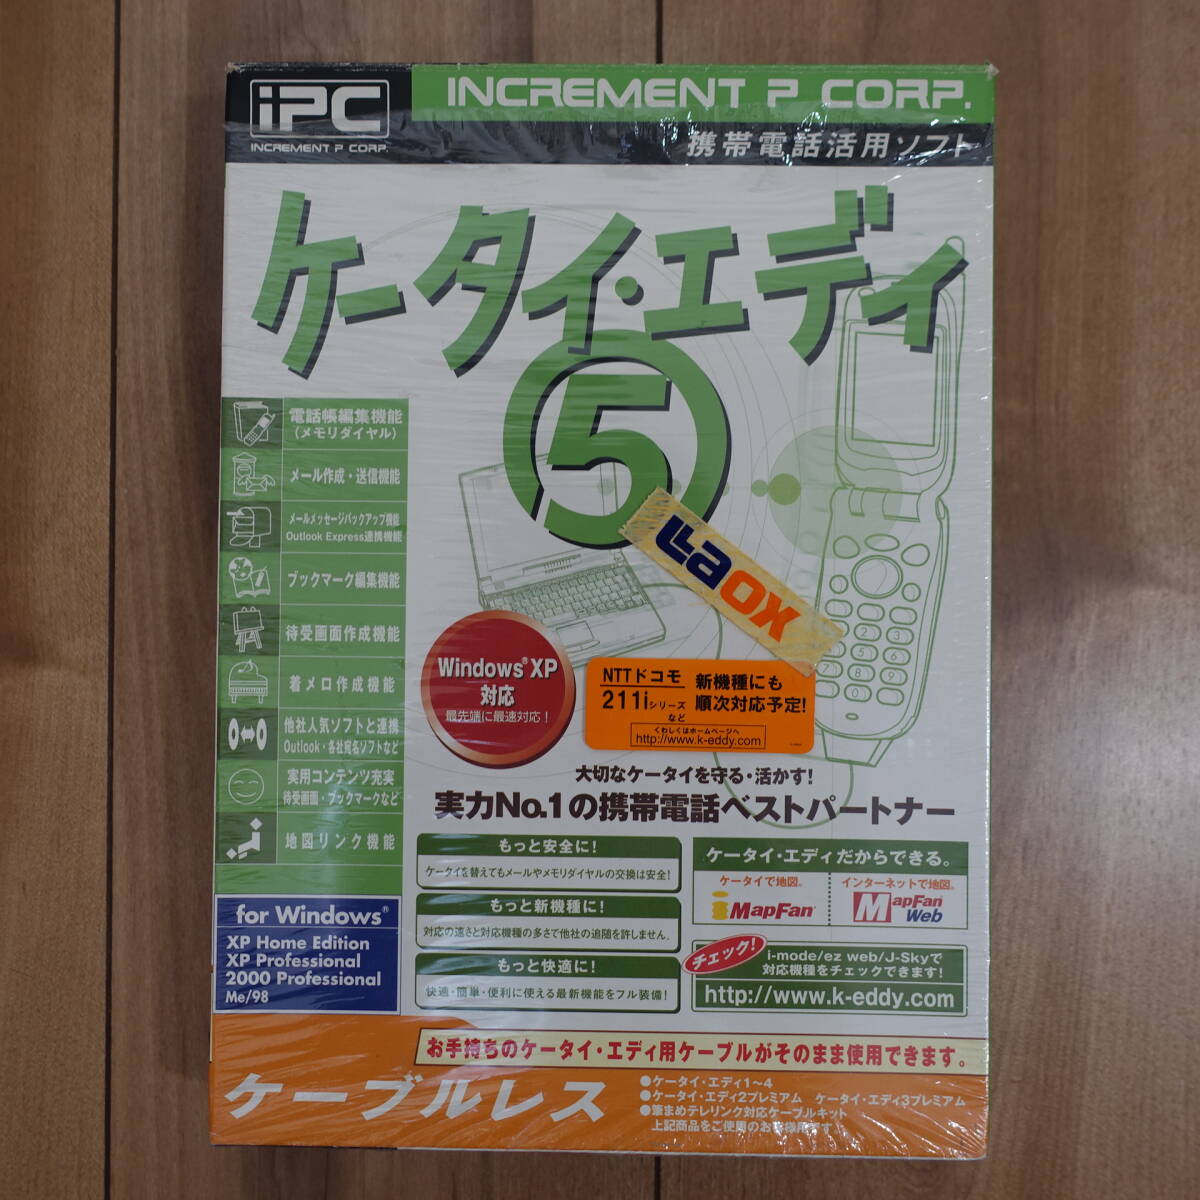 iPC
INCREMENT P CORP.
INCREMENT P CORP.
携帯電話活用ソフト
ケータイ・エディ
5
電話帳編集機能
(メモリダイヤル)
メール作成・送信機能
メールメッセージバックアップ機能
Outlook Express連携機能
ブックマーク編集機能
待受画面作成機能
着メロ作成機能
他社人気ソフトと連携
Outlook・各社宛名ソフトなど
実用コンテンツ充実
待受画面・ブックマークなど
地図リンク機能
Laox
Windows® XP
対応
最先端に最速対応!
NTTドコモ
211iシリーズ
など
新機種にも
順次対応予定!
くわしくはホームページへ
http://www.k-eddy.com
大切なケータイを守る・活かす!
実力No.1の携帯電話ベストパートナー
もっと安全に!
ケータイを替えてもメールやメモリダイヤルの交換は安全!
もっと新機種に!
対応の速さと対応機種の多さで他社の追随を許しません。
もっと快適に!
快適・簡単・便利に使える最新機能をフル装備!
ケータイ・エディだからできる。
ケータイで地図。
iMapFan
インターネットで地図。
MapFan Web
チェック!
i-mode/ez web/J-Skyで
対応機種をチェックできます!
http://www.k-eddy.com
for Windows®
XP Home Edition
XP Professional
2000 Professional
Me/98
お手持ちのケータイ・エディ用ケーブルがそのまま使用できます。
ケーブルレス
●ケータイ・エディ1〜4
●ケータイ・エディ2プレミアム ケータイ・エディ3プレミアム
●筆まめテレリンク対応ケーブルキット
上記商品をご使用のお客様用です。